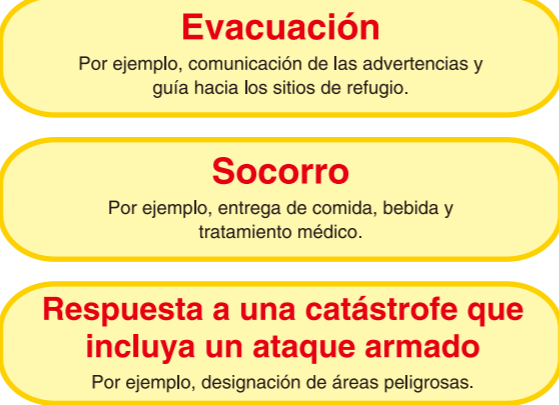 Evacuación
Por ejemplo, comunicación de las advertencias y
guía hacia los sitios de refugio.
Socorro
Por ejemplo, entrega de comida, bebida y
tratamiento médico.
Respuesta a una catástrofe que
incluya un ataque armado
Por ejemplo, designación de áreas peligrosas.